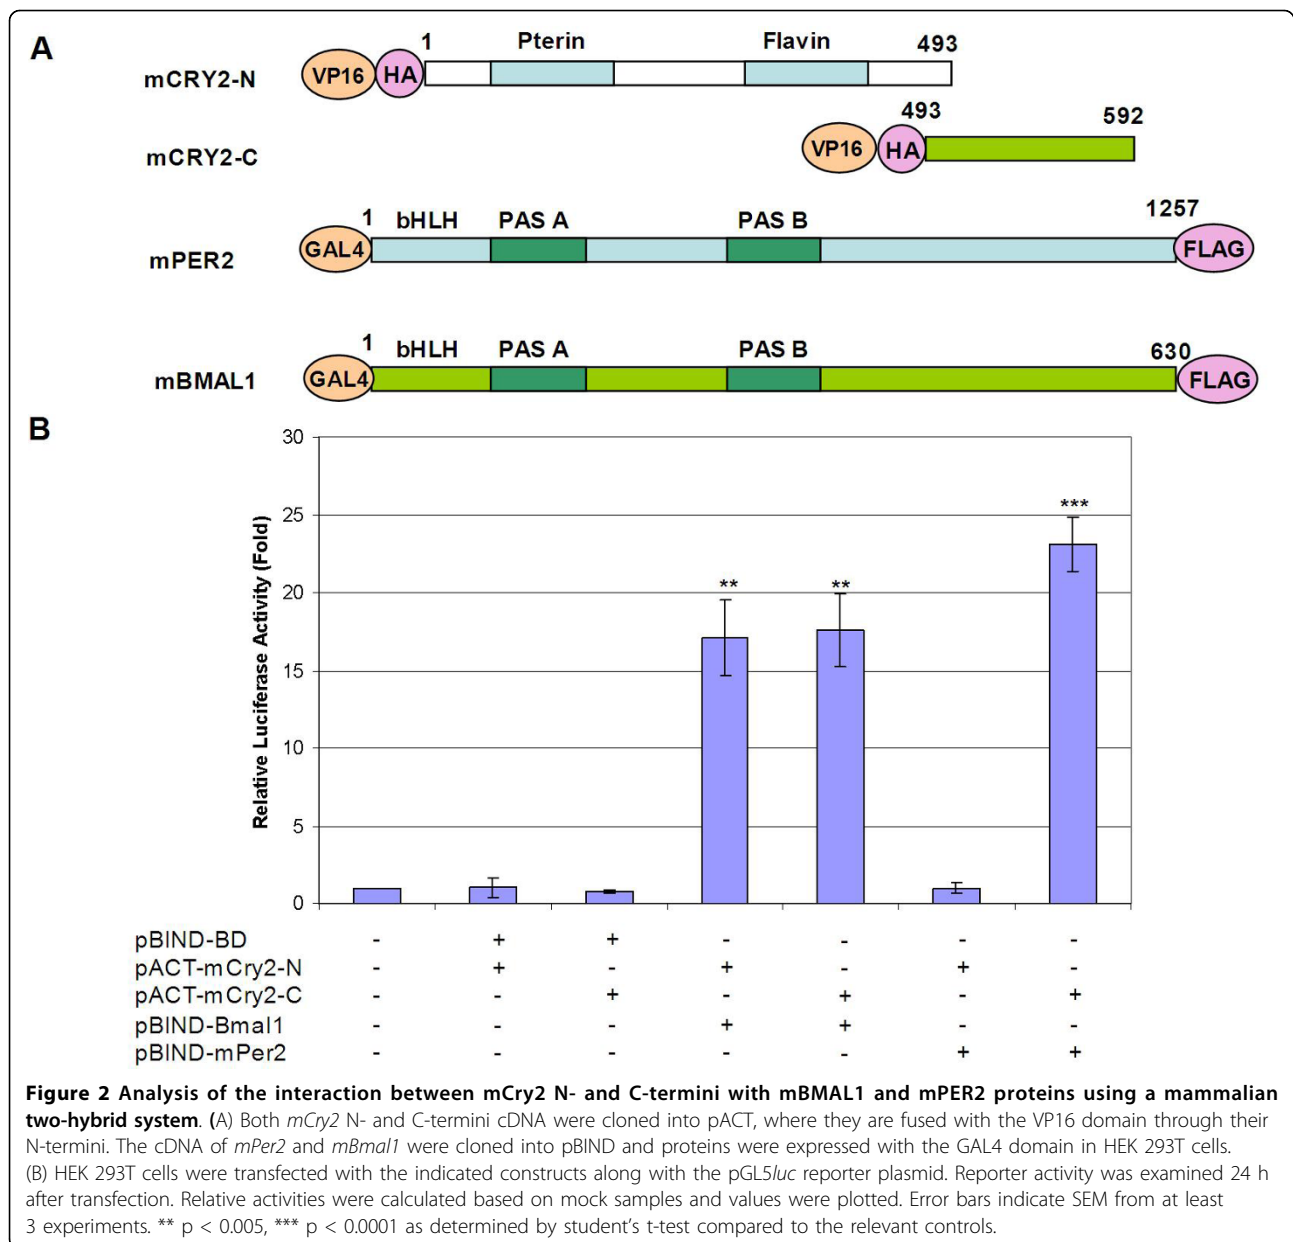 A
mCRY2-N
VP16 HA 1 Pterin Flavin 493
mCRY2-C
VP16 HA 493 592
mPER2
GAL4 1 bHLH PAS A PAS B 1257 FLAG
mBMAL1
GAL4 1 bHLH PAS A PAS B 630 FLAG
B
Relative Luciferase Activity (Fold)
30
25
20
15
10
5
0
** ** ***
pBIND-BD - + + - - - -
pACT-mCry2-N - + - + - + -
pACT-mCry2-C - - + - + - +
pBIND-Bmal1 - - - + + - -
pBIND-mPer2 - - - - - + +
Figure 2 Analysis of the interaction between mCry2 N- and C-termini with mBMAL1 and mPER2 proteins using a mammalian
two-hybrid system. (A) Both mCry2 N- and C-termini cDNA were cloned into pACT, where they are fused with the VP16 domain through their
N-termini. The cDNA of mPer2 and mBmal1 were cloned into pBIND and proteins were expressed with the GAL4 domain in HEK 293T cells.
(B) HEK 293T cells were transfected with the indicated constructs along with the pGL5luc reporter plasmid. Reporter activity was examined 24 h
after transfection. Relative activities were calculated based on mock samples and values were plotted. Error bars indicate SEM from at least
3 experiments. ** p < 0.005, *** p < 0.0001 as determined by student's t-test compared to the relevant controls.